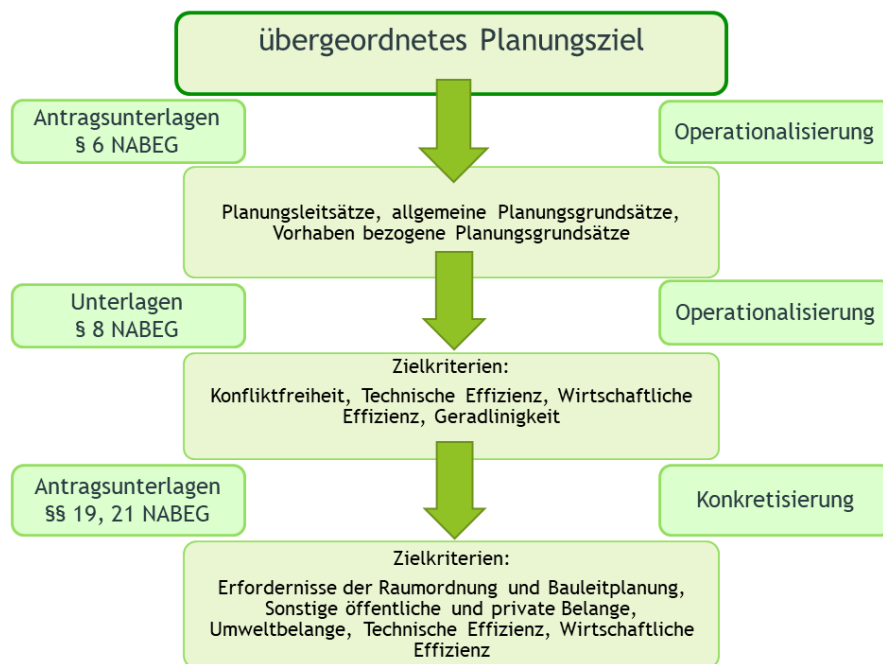 übergeordnetes Planungsziel
Antragsunterlagen
§ 6 NABEG
Operationalisierung
Planungsleitsätze, allgemeine Planungsgrundsätze,
Vorhaben bezogene Planungsgrundsätze
Unterlagen
§ 8 NABEG
Operationalisierung
Zielkriterien:
Konfliktfreiheit, Technische Effizienz, Wirtschaftliche
Effizienz, Geradlinigkeit
Antragsunterlagen
§§ 19, 21 NABEG
Konkretisierung
Zielkriterien:
Erfordernisse der Raumordnung und Bauleitplanung,
Sonstige öffentliche und private Belange,
Umweltbelange, Technische Effizienz, Wirtschaftliche
Effizienz